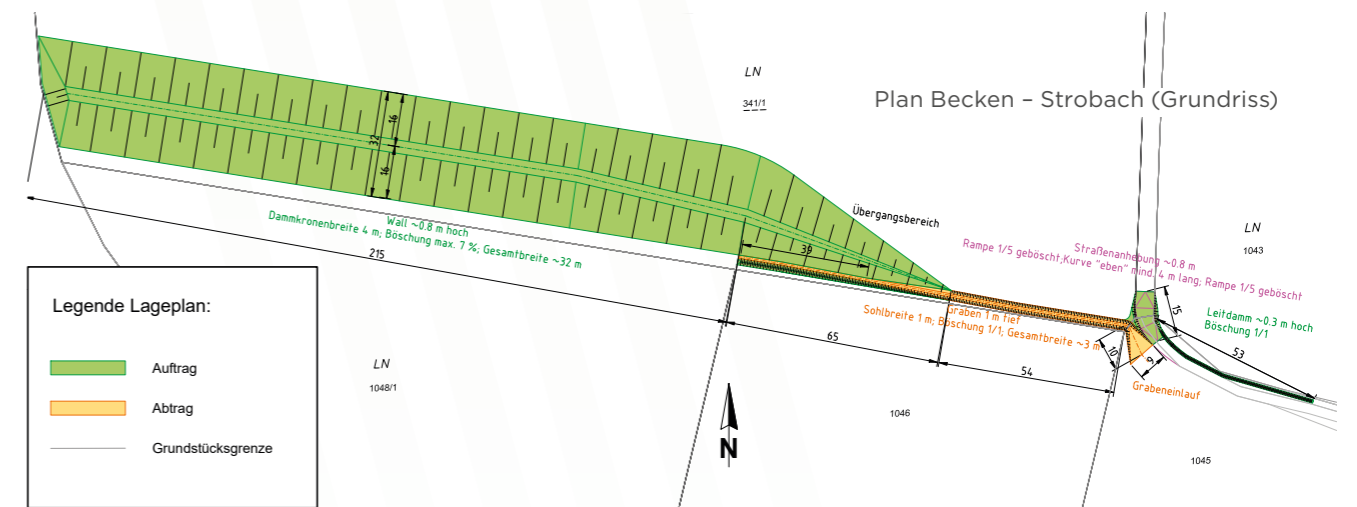 LN
341/1
Plan Becken – Strobach (Grundriss)
16
32
16
Übergangsbereich
LN
1043
Straßenanhebung ~0.8 m
Rampe 1/5 geböscht,Kurve "eben" mind. 4 m lang; Rampe 1/5 geböscht
Wall ~0.8 m hoch
Dammkronenbreite 4 m; Böschung max. 7 %; Gesamtbreite ~32 m
215
39
15
Leitdamm ~0.3 m hoch
Böschung 1/1
Graben 1 m tief
Sohlbreite 1 m; Böschung 1/1; Gesamtbreite ~3 m
65
54
10
9
53
Grabeneinlauf
Legende Lageplan:
Auftrag
Abtrag
Grundstücksgrenze
LN
1048/1
N
1046
1045